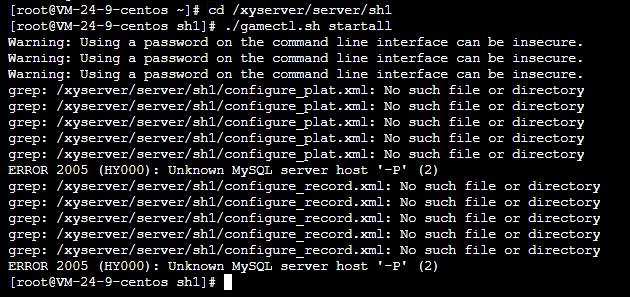 [root@VM-24-9-centos ~]# cd /xyserver/server/sh1
[root@VM-24-9-centos sh1]# ./gamectl.sh startall
Warning: Using a password on the command line interface can be insecure.
Warning: Using a password on the command line interface can be insecure.
Warning: Using a password on the command line interface can be insecure.
grep: /xyserver/server/sh1/configure_plat.xml: No such file or directory
grep: /xyserver/server/sh1/configure_plat.xml: No such file or directory
grep: /xyserver/server/sh1/configure_plat.xml: No such file or directory
grep: /xyserver/server/sh1/configure_plat.xml: No such file or directory
grep: /xyserver/server/sh1/configure_plat.xml: No such file or directory
ERROR 2005 (HY000): Unknown MySQL server host '-P' (2)
grep: /xyserver/server/sh1/configure_record.xml: No such file or directory
grep: /xyserver/server/sh1/configure_record.xml: No such file or directory
grep: /xyserver/server/sh1/configure_record.xml: No such file or directory
grep: /xyserver/server/sh1/configure_record.xml: No such file or directory
grep: /xyserver/server/sh1/configure_record.xml: No such file or directory
ERROR 2005 (HY000): Unknown MySQL server host '-P' (2)
[root@VM-24-9-centos sh1]#